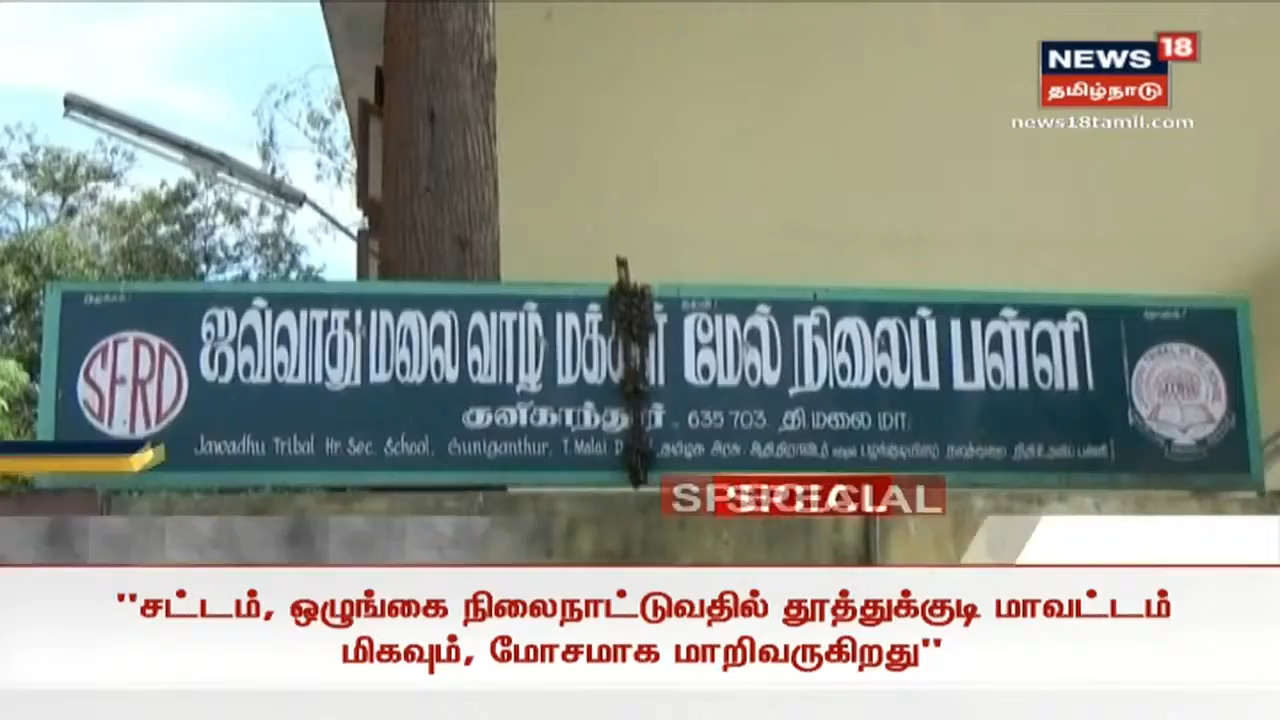 NEWS 18
தமிழ்நாடு
news18tamil.com
SFRD
ஜவ்வாது மலை வாழ் மக்கள் மேல் நிலைப் பள்ளி
குனிகாந்தூர் - 635 703. தி.மலை மா.
Jawadhu Tribal Hr. Sec. School, Guniganthur, T. Malai
SPECIAL
"சட்டம், ஒழுங்கை நிலைநாட்டுவதில் தூத்துக்குடி மாவட்டம்
மிகவும், மோசமாக மாறிவருகிறது"